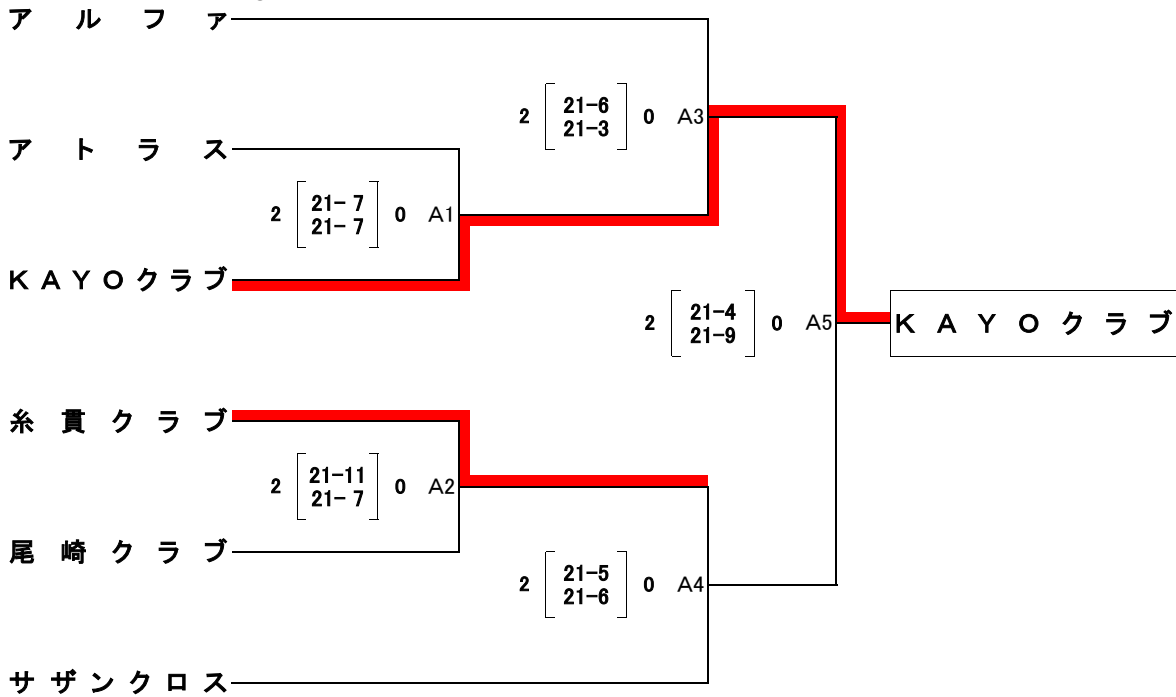 アルファ
2 21-6 0 A3
21-3
アトラス
2 21- 7 0 A1
21- 7
KAYOクラブ
2 21-4 0 A5 KAYOクラブ
21-9
糸貫クラブ
2 21-11 0 A2
21- 7
尾崎クラブ
2 21-5 0 A4
21-6
サザンクロス